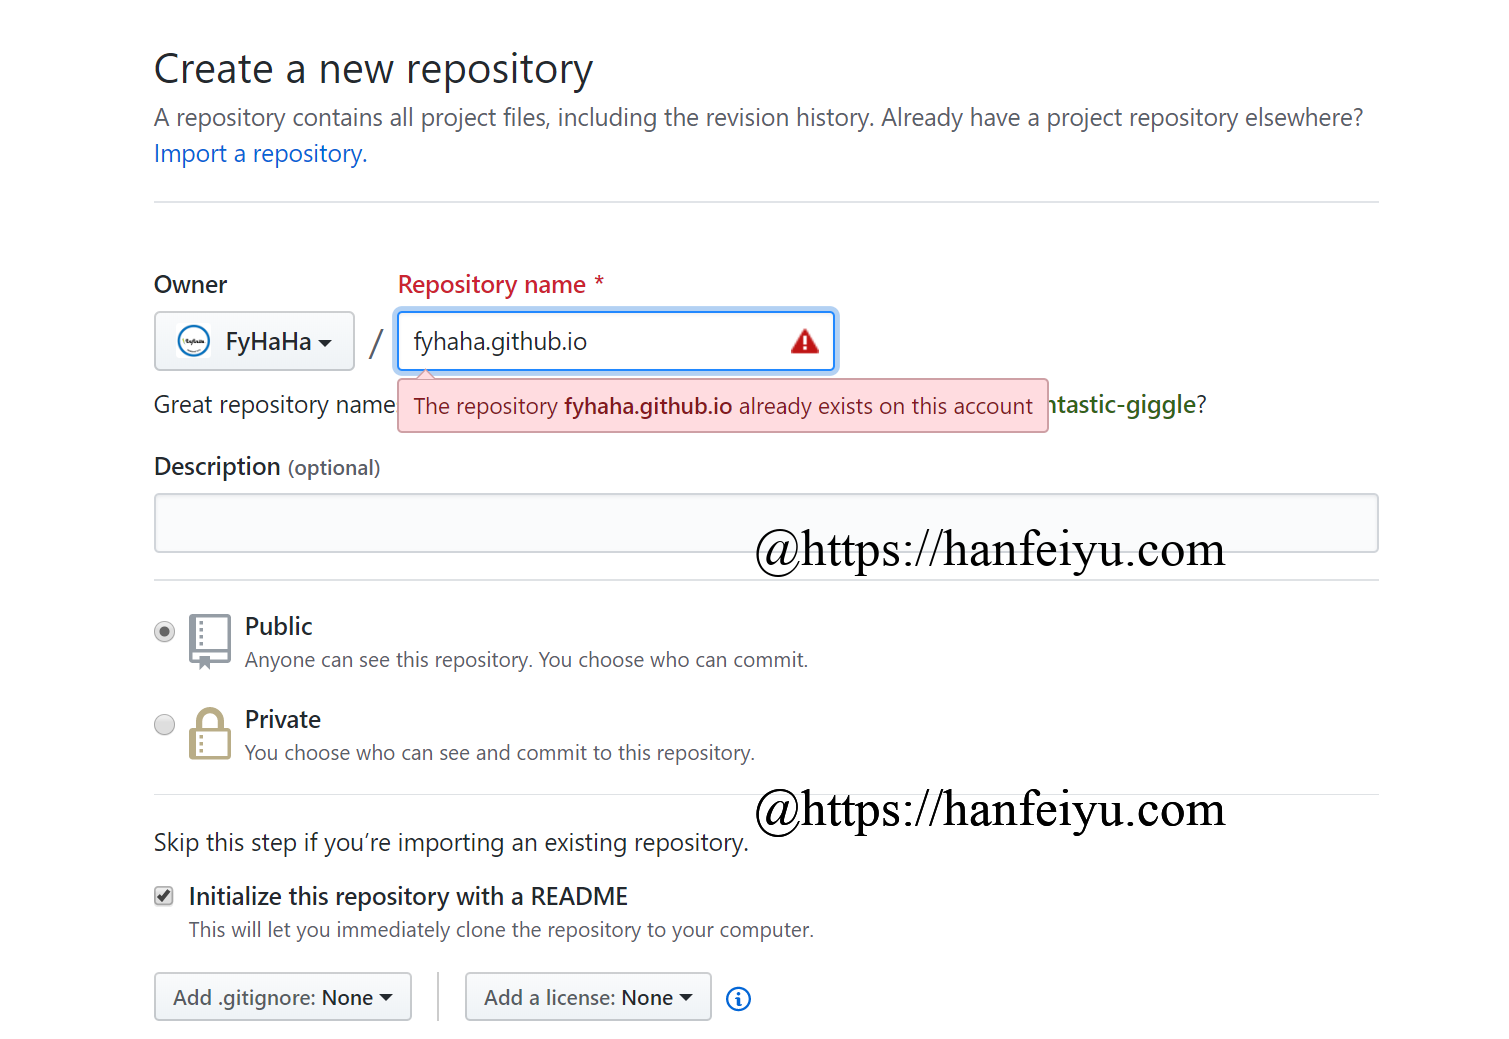 Create a new repository
A repository contains all project files, including the revision history. Already have a project repository elsewhere?
Import a repository.
Owner
Repository name *
FyHaHa / fyhaha.github.io
Great repository name
The repository fyhaha.github.io already exists on this account
ntastic-giggle?
Description (optional)
@https://hanfeiyu.com
Public
Anyone can see this repository. You choose who can commit.
Private
You choose who can see and commit to this repository.
@https://hanfeiyu.com
Skip this step if you’re importing an existing repository.
Initialize this repository with a README
This will let you immediately clone the repository to your computer.
Add .gitignore: None
Add a license: None